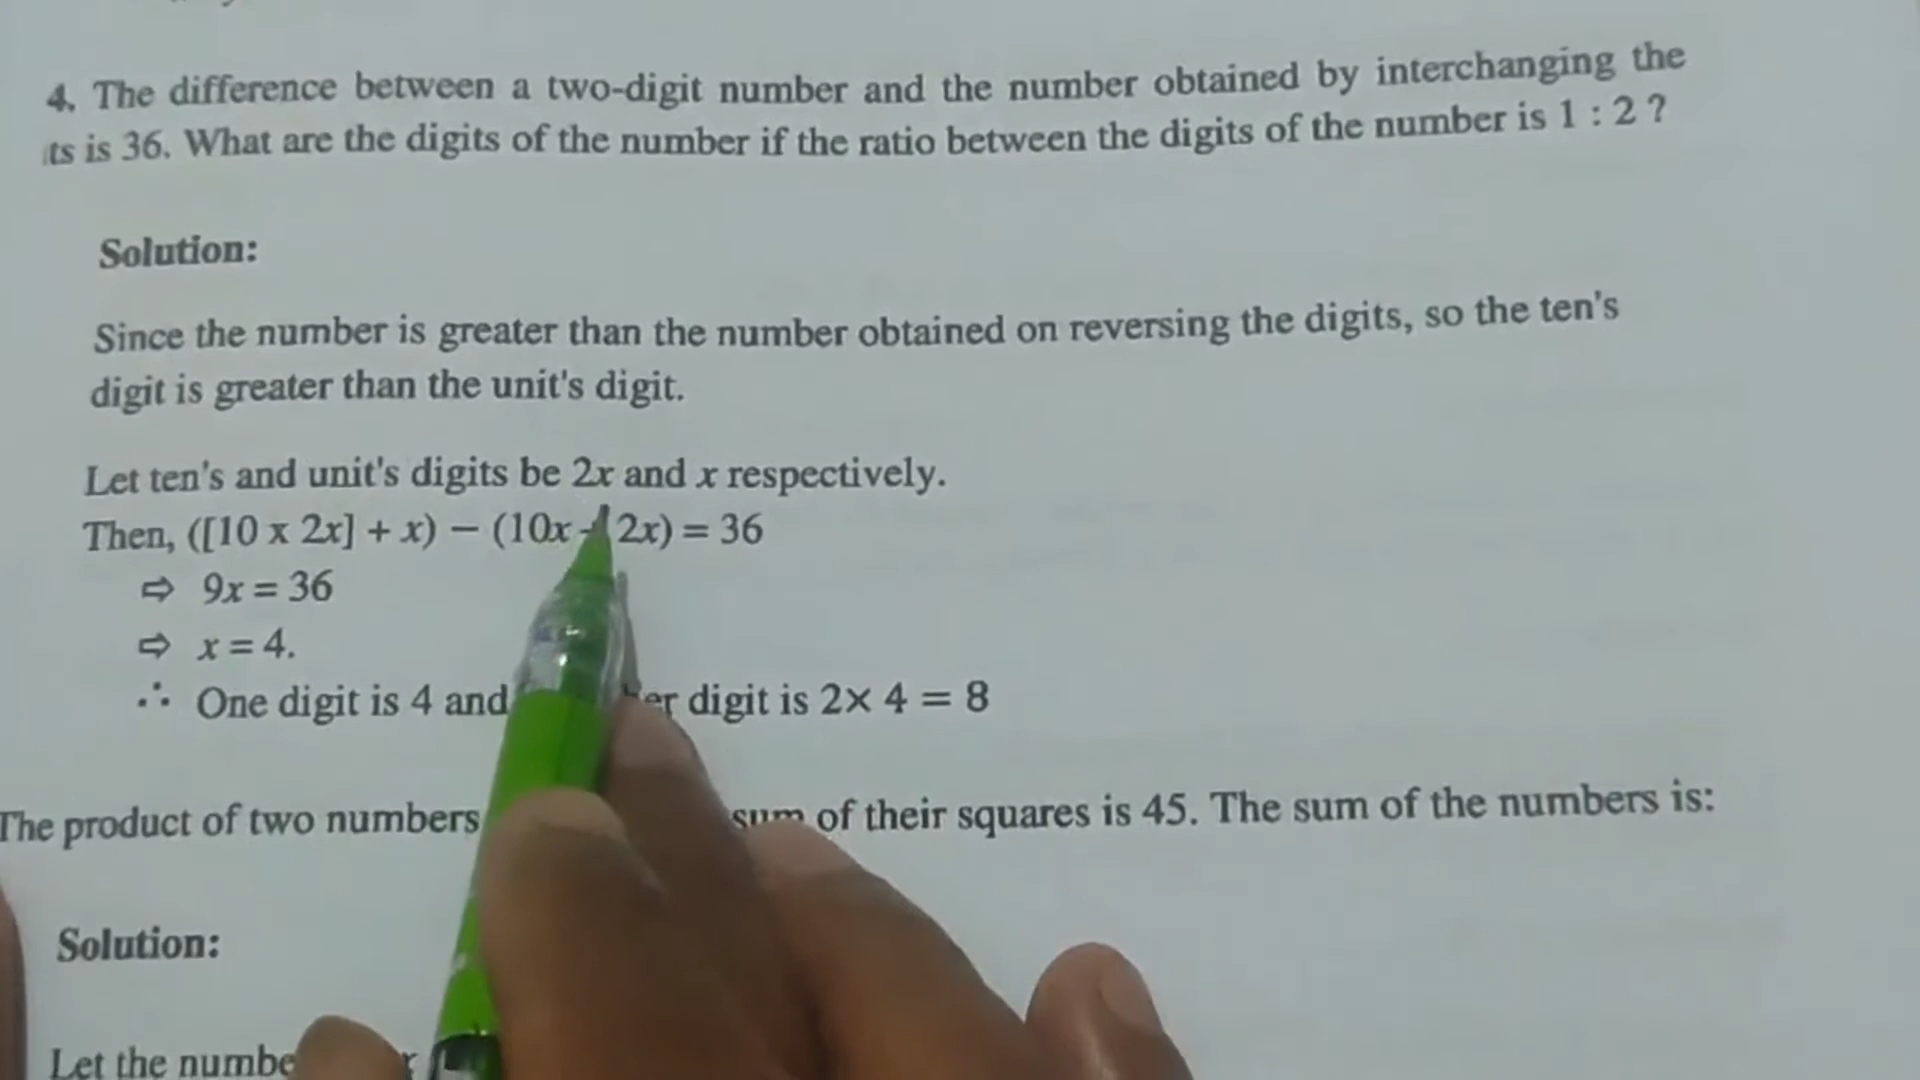 4. The difference between a two-digit number and the number obtained by interchanging the
ts is 36. What are the digits of the number if the ratio between the digits of the number is 1 : 2 ?
Solution:
Since the number is greater than the number obtained on reversing the digits, so the ten's
digit is greater than the unit's digit.
Let ten's and unit's digits be 2x and x respectively.
Then, ([10 x 2x] + x) − (10x + 2x) = 36
⇨ 9x = 36
⇨ x = 4.
∴ One digit is 4 and er digit is 2× 4 = 8
The product of two numbers sum of their squares is 45. The sum of the numbers is:
Solution:
Let the numbe